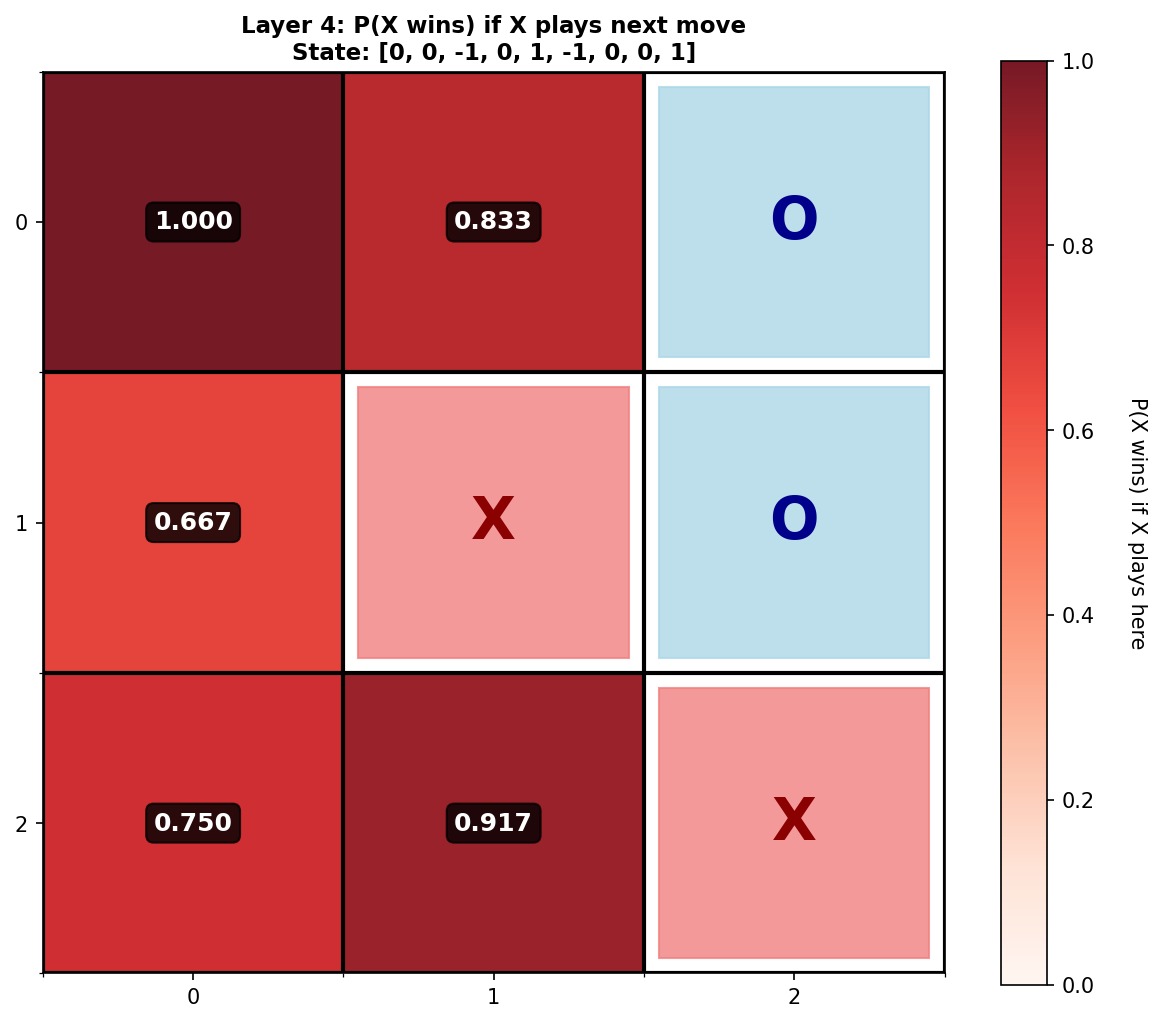 Layer 4: P(X wins) if X plays next move
State: [0, 0, -1, 0, 1, -1, 0, 0, 1]
0
1.000
0.833
O
1
0.667
X
O
2
0.750
0.917
X
0
1
2
1.0
0.8
0.6
0.4
0.2
0.0
P(X wins) if X plays here